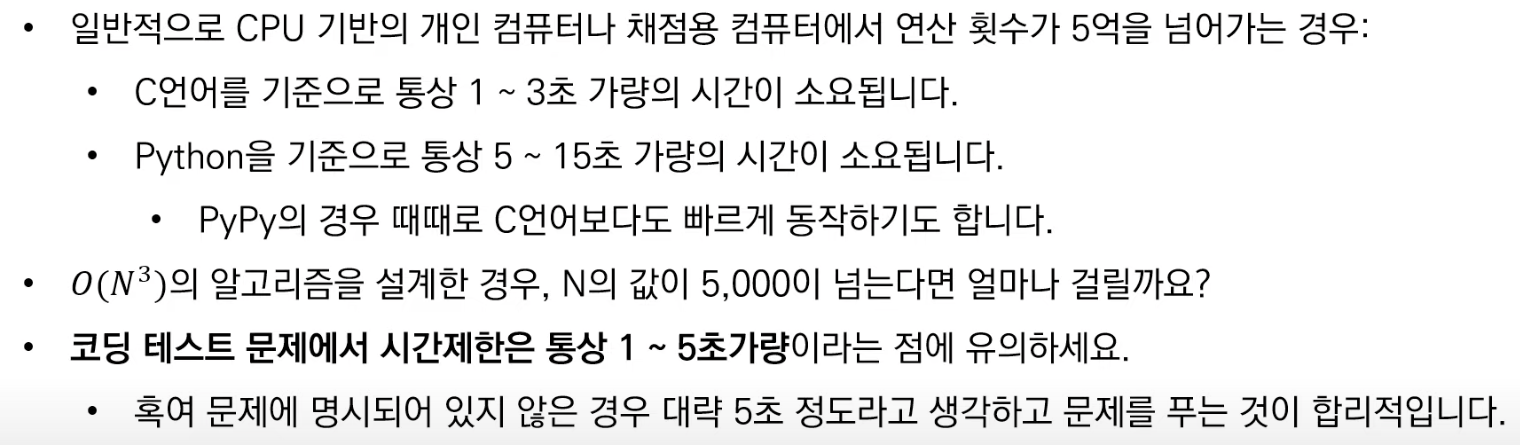 • 일반적으로 CPU 기반의 개인 컴퓨터나 채점용 컴퓨터에서 연산 횟수가 5억을 넘어가는 경우:
• C언어를 기준으로 통상 1 ~ 3초 가량의 시간이 소요됩니다.
• Python을 기준으로 통상 5 ~ 15초 가량의 시간이 소요됩니다.
• PyPy의 경우 때때로 C언어보다도 빠르게 동작하기도 합니다.
• O(N³)의 알고리즘을 설계한 경우, N의 값이 5,000이 넘는다면 얼마나 걸릴까요?
• 코딩 테스트 문제에서 시간제한은 통상 1 ~ 5초가량이라는 점에 유의하세요.
• 혹여 문제에 명시되어 있지 않은 경우 대략 5초 정도라고 생각하고 문제를 푸는 것이 합리적입니다.